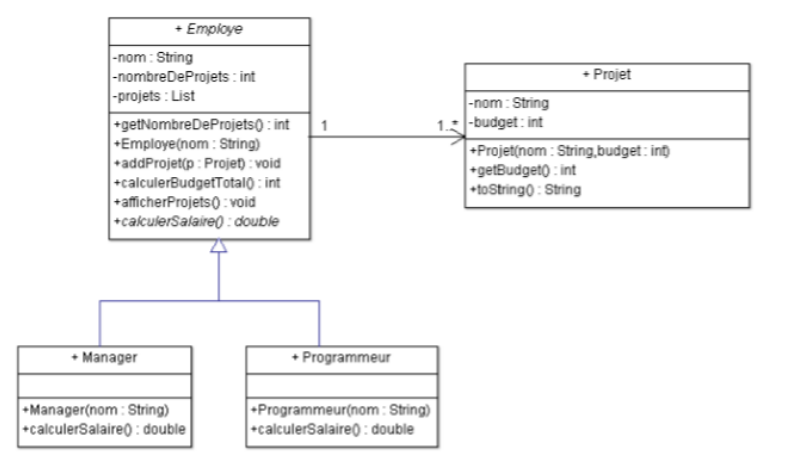 + Employe
-nom : String
-nombreDeProjets : int
-projets : List
+getNombreDeProjets() : int
+Employe(nom : String)
+addProjet(p : Projet) : void
+calculerBudgetTotal() : int
+afficherProjets() : void
+calculerSalaire() : double
1
1..*
+ Projet
-nom : String
-budget : int
+Projet(nom : String,budget : int)
+getBudget() : int
+toString() : String
+ Manager
+Manager(nom : String)
+calculerSalaire() : double
+ Programmeur
+Programmeur(nom : String)
+calculerSalaire() : double